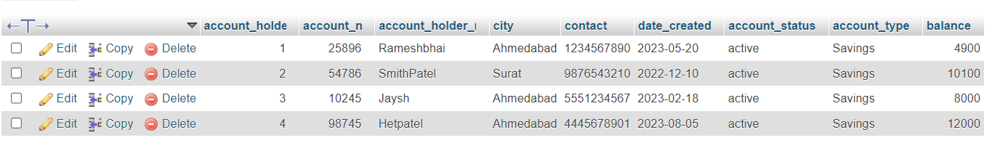 account_holde account_n account_holder_ city contact date_created account_status account_type balance
Edit Copy Delete 1 25896 Rameshbhai Ahmedabad 1234567890 2023-05-20 active Savings 4900
Edit Copy Delete 2 54786 SmithPatel Surat 9876543210 2022-12-10 active Savings 10100
Edit Copy Delete 3 10245 Jaysh Ahmedabad 5551234567 2023-02-18 active Savings 8000
Edit Copy Delete 4 98745 Hetpatel Ahmedabad 4445678901 2023-08-05 active Savings 12000